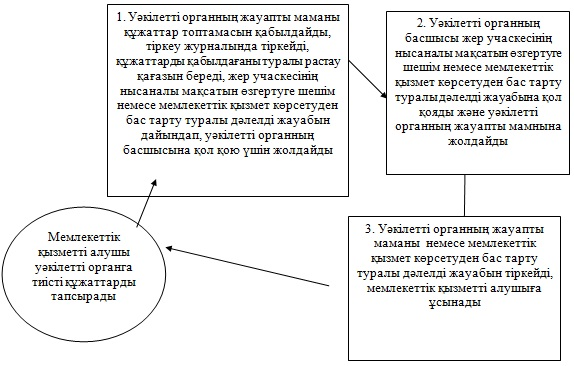 1. Уәкілетті органның жауапты маманы
құжаттар топтамасын қабылдайды,
тіркеу журналында тіркейді,
құжаттарды қабылдағаны туралы растау
қағазын береді, жер учаскесінің
нысаналы мақсатын өзгертуге шешім
немесе мемлекеттік қызмет көрсетуден
бас тарту туралы дәлелді жауабын
дайындап, уәкілетті органның
басшысына қол қою үшін жолдайды
2. Уәкілетті органның
басшысы жер учаскесінің
нысаналы мақсатын өзгертуге
шешім немесе мемлекеттік
қызмет көрсетуден бас тарту
туралы дәлелді жауабына қол
қояды және уәкілетті
органның жауапты мамнына
жолдайды
3. Уәкілетті органның жауапты
маманы немесе мемлекеттік
қызмет көрсетуден бас тарту
туралы дәлелді жауабын тіркейді,
мемлекеттік қызметті алушыға
ұсынады
Мемлекеттік
қызметті алушы
уәкілетті органга
тиісті құжаттарды
тапсырады